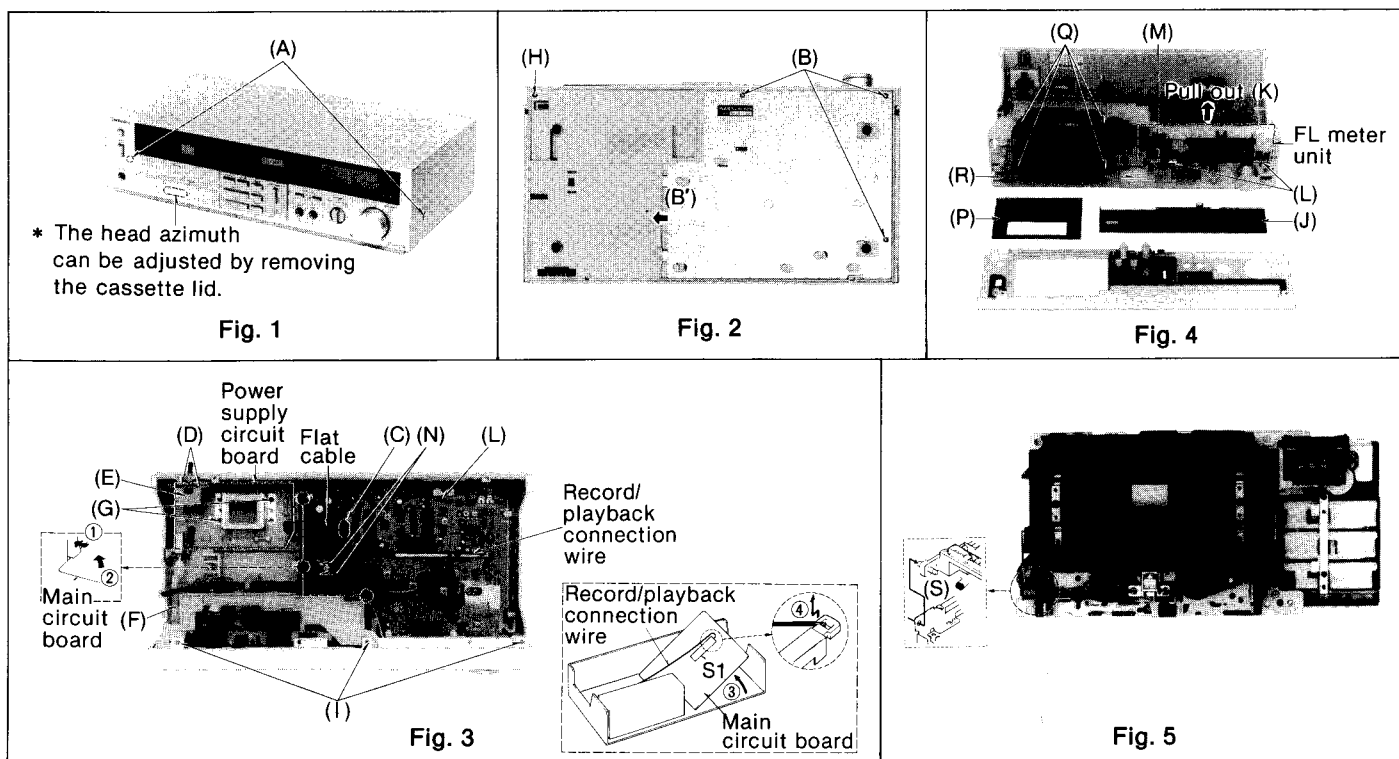 (A)
* The head azimuth
can be adjusted by removing
the cassette lid.
Fig. 1
(H)
(B)
(B′)
Fig. 2
(Q)
(M)
Pull out (K)
FL meter
unit
(R)
(L)
(P)
(J)
Fig. 4
Power
supply
circuit
board
(D)
Flat
cable
(C)
(N)
(L)
(E)
(G)
Record/
playback
connection
wire
①
②
Main
circuit
board
(F)
(I)
Record/playback
connection
wire
④
S1
③
Main
circuit board
Fig. 3
(S)
Fig. 5